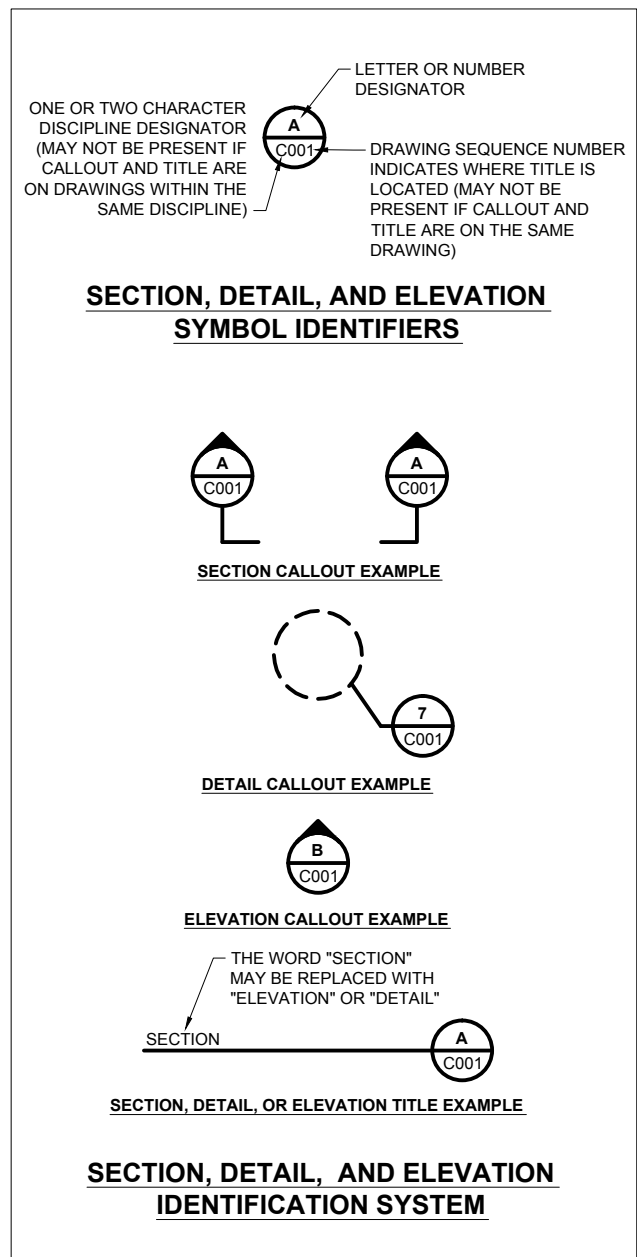 LETTER OR NUMBER
DESIGNATOR
ONE OR TWO CHARACTER
DISCIPLINE DESIGNATOR
(MAY NOT BE PRESENT IF
CALLOUT AND TITLE ARE
ON DRAWINGS WITHIN THE
SAME DISCIPLINE)
A
C001
DRAWING SEQUENCE NUMBER
INDICATES WHERE TITLE IS
LOCATED (MAY NOT BE
PRESENT IF CALLOUT AND
TITLE ARE ON THE SAME
DRAWING)
SECTION, DETAIL, AND ELEVATION
SYMBOL IDENTIFIERS
A
C001
A
C001
SECTION CALLOUT EXAMPLE
7
C001
DETAIL CALLOUT EXAMPLE
B
C001
ELEVATION CALLOUT EXAMPLE
THE WORD "SECTION"
MAY BE REPLACED WITH
"ELEVATION" OR "DETAIL"
SECTION
A
C001
SECTION, DETAIL, OR ELEVATION TITLE EXAMPLE
SECTION, DETAIL, AND ELEVATION
IDENTIFICATION SYSTEM